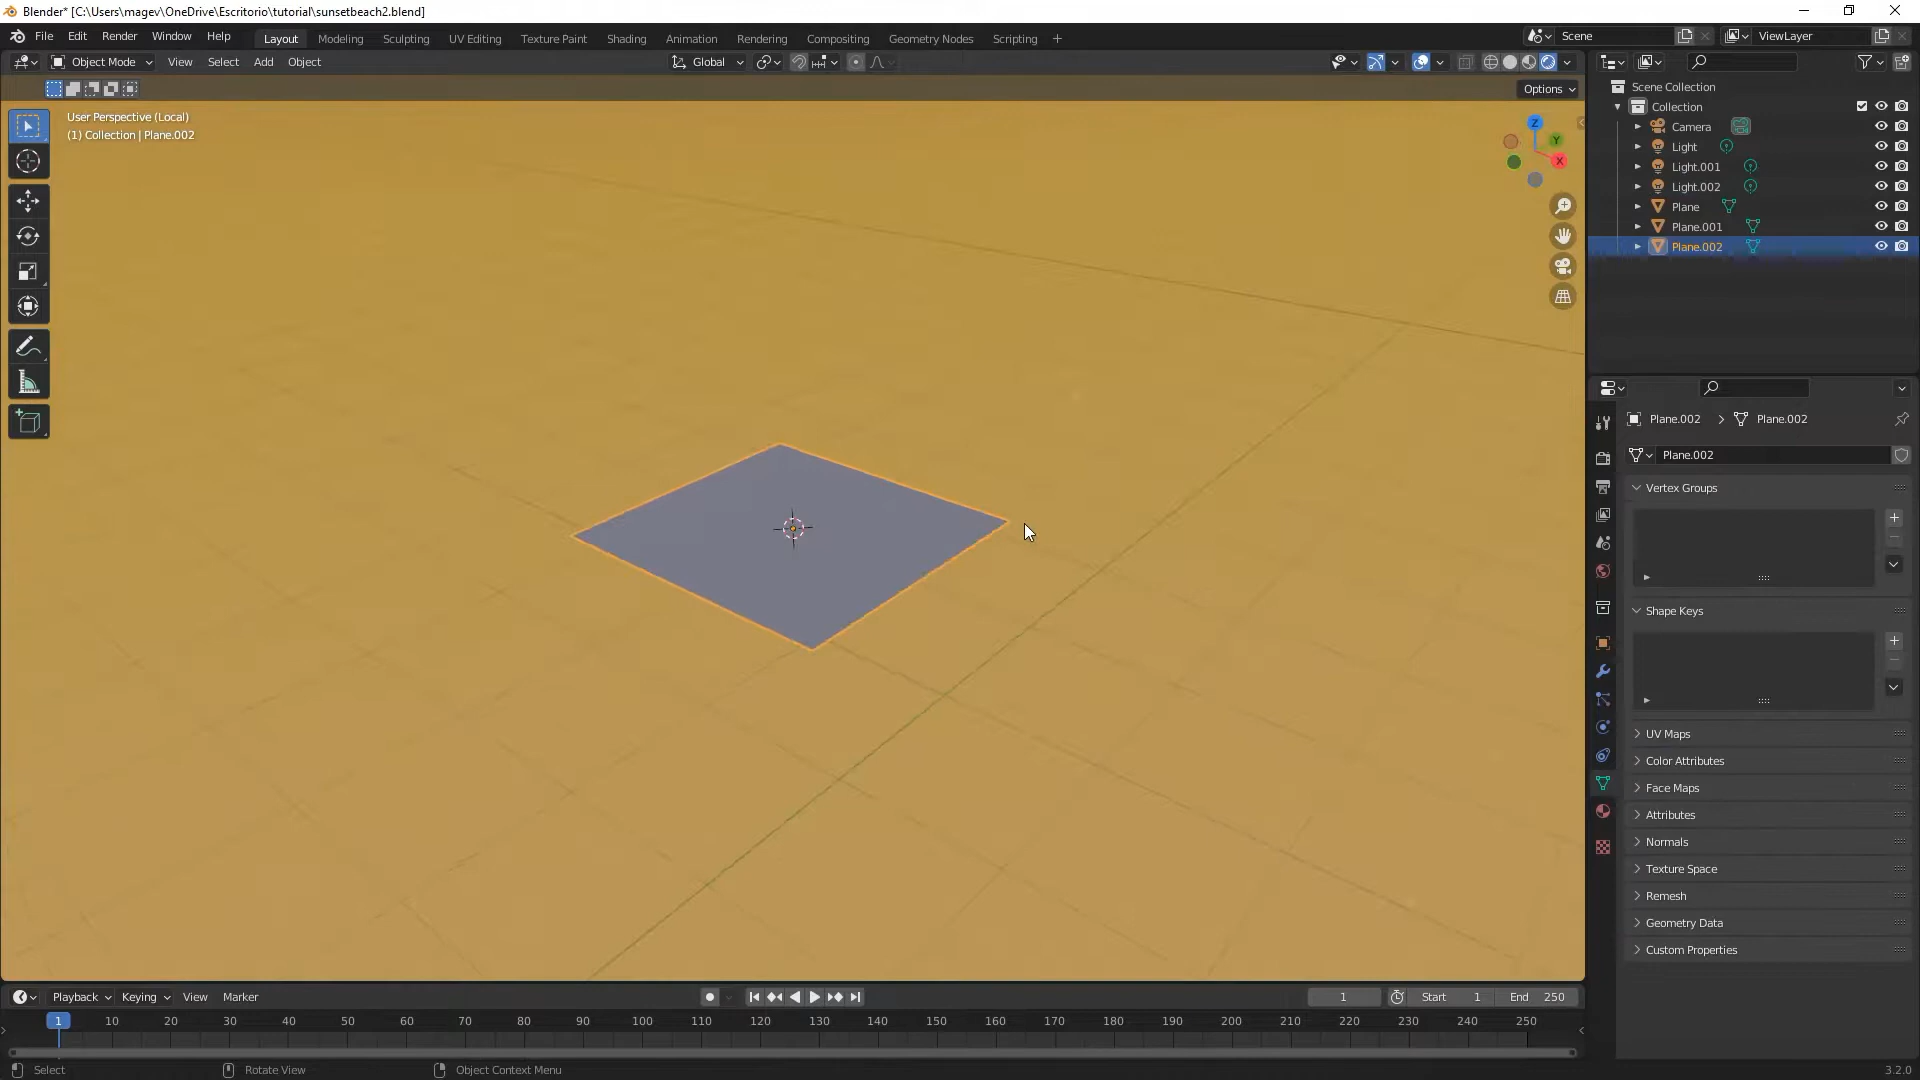 Blender* [C:\Users\magev\OneDrive\Escritorio\tutorial\sunsetbeach2.blend]
File Edit Render Window Help Layout Modeling Sculpting UV Editing Texture Paint Shading Animation Rendering Compositing Geometry Nodes Scripting + Scene ViewLayer
Object Mode View Select Add Object Global
Options
User Perspective (Local)
(1) Collection | Plane.002
Z
Y
X
Scene Collection
Collection
Camera
Light
Light.001
Light.002
Plane
Plane.001
Plane.002
Plane.002 > Plane.002
Plane.002
Vertex Groups
Shape Keys
UV Maps
Color Attributes
Face Maps
Attributes
Normals
Texture Space
Remesh
Geometry Data
Custom Properties
Playback Keying View Marker 1 Start 1 End 250
1 10 20 30 40 50 60 70 80 90 100 110 120 130 140 150 160 170 180 190 200 210 220 230 240 250
Select Rotate View Object Context Menu 3.2.0